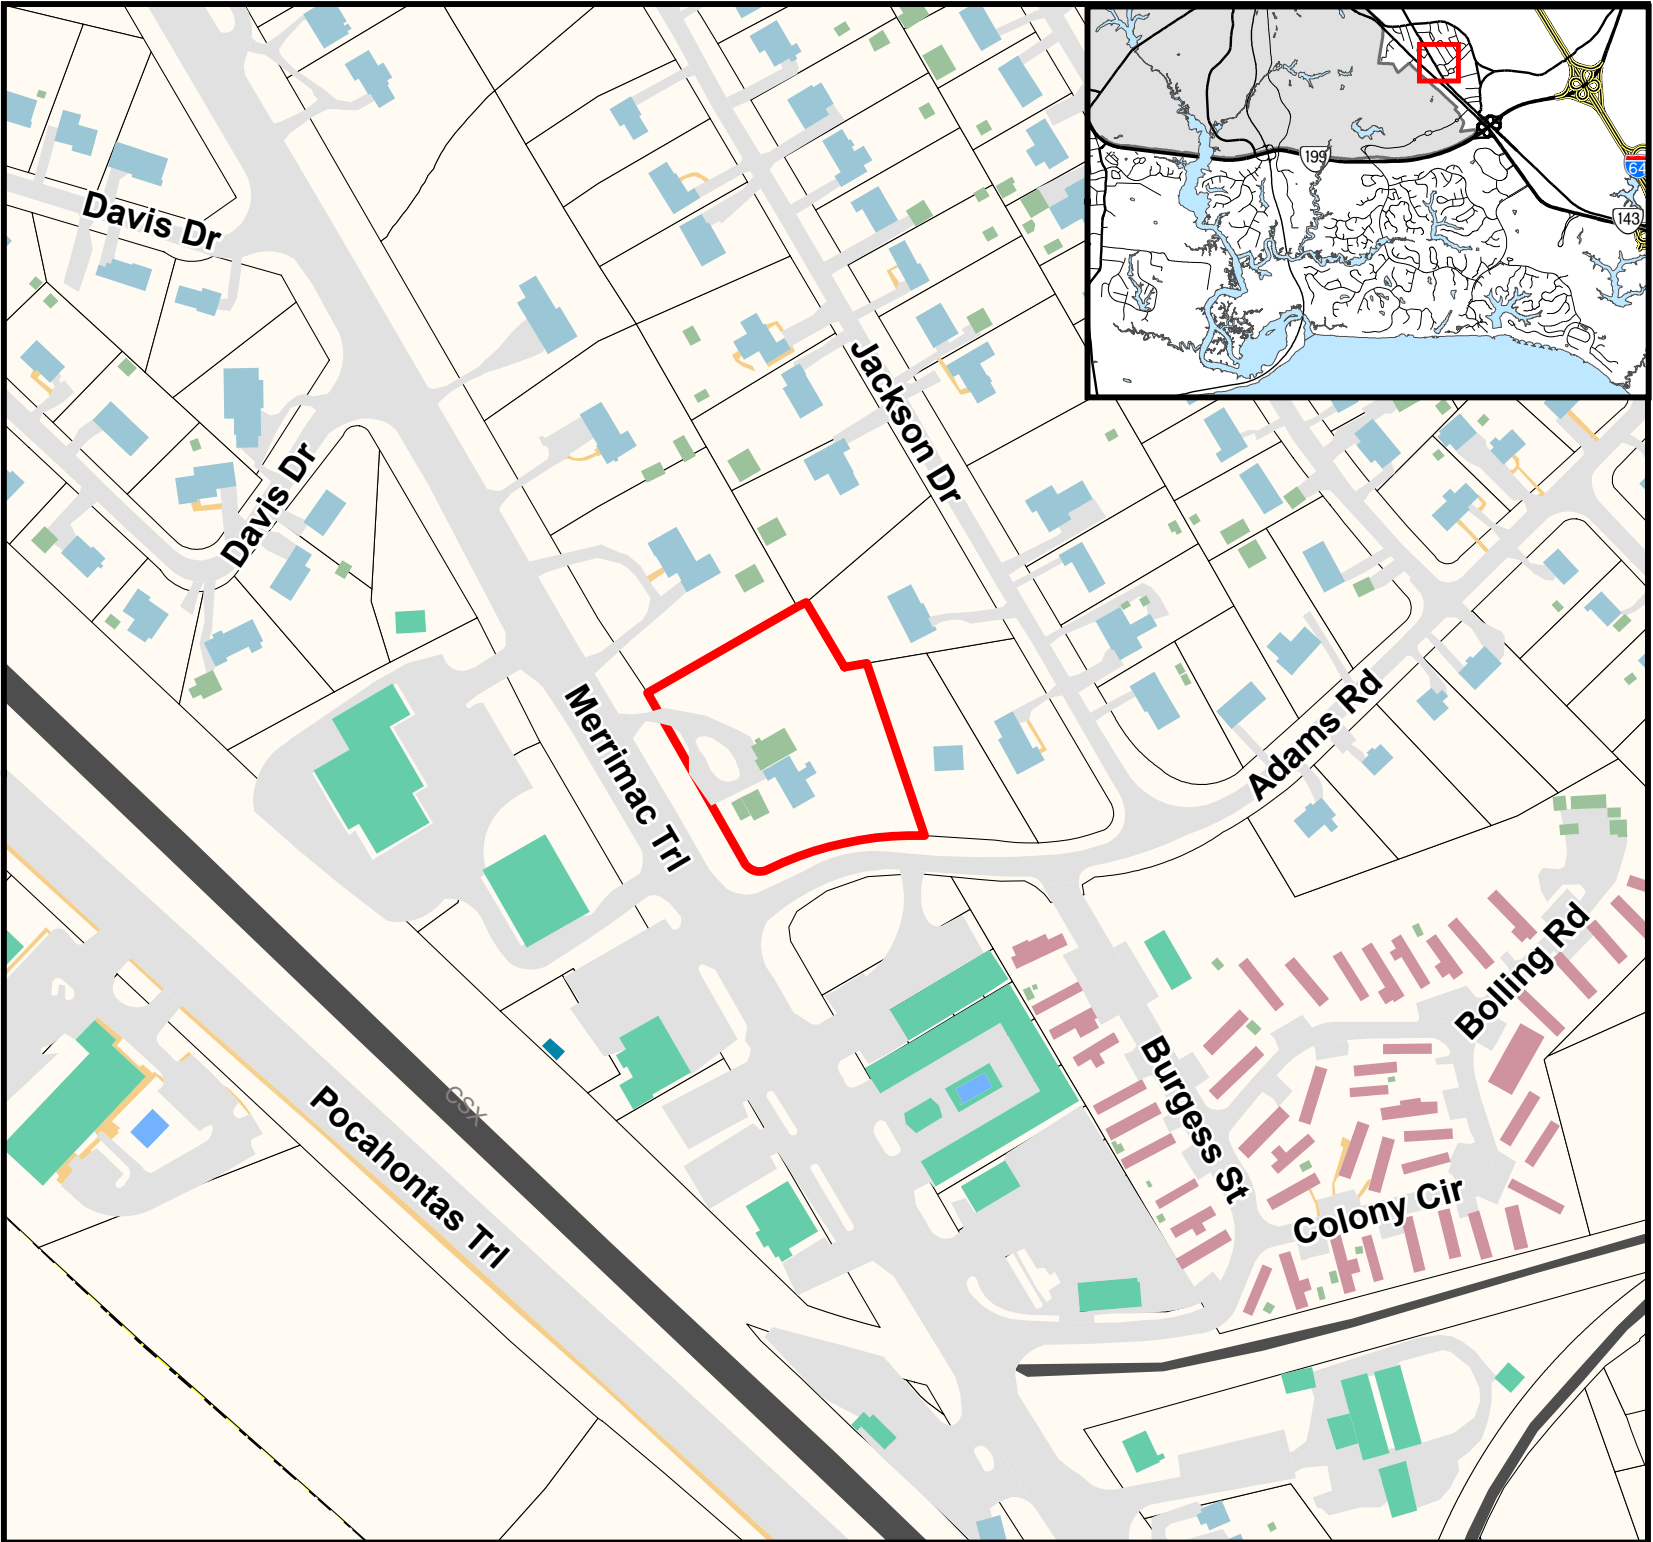 199
64
143
Davis Dr
Jackson Dr
Davis Dr
Merrimac Trl
Adams Rd
Bolling Rd
CSX
Pocahontas Trl
Burgess St
Colony Cir